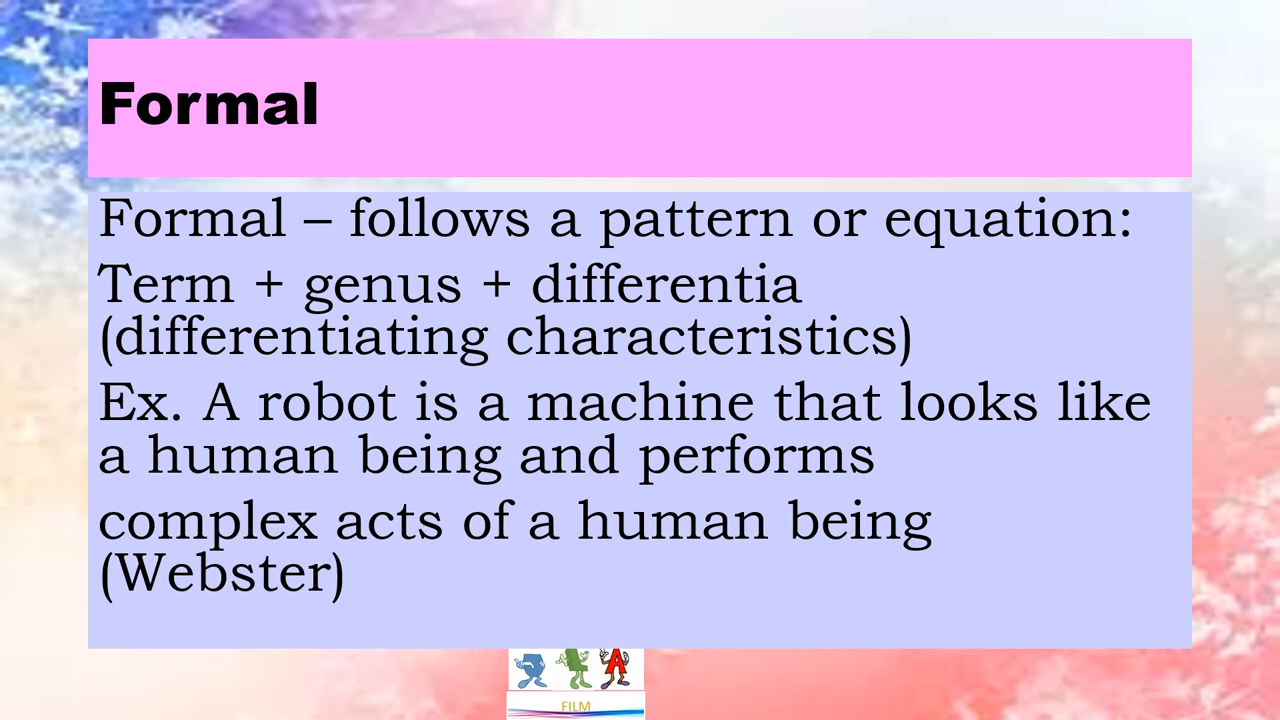 Formal
Formal – follows a pattern or equation:
Term + genus + differentia
(differentiating characteristics)
Ex. A robot is a machine that looks like
a human being and performs
complex acts of a human being
(Webster)
A
FILM